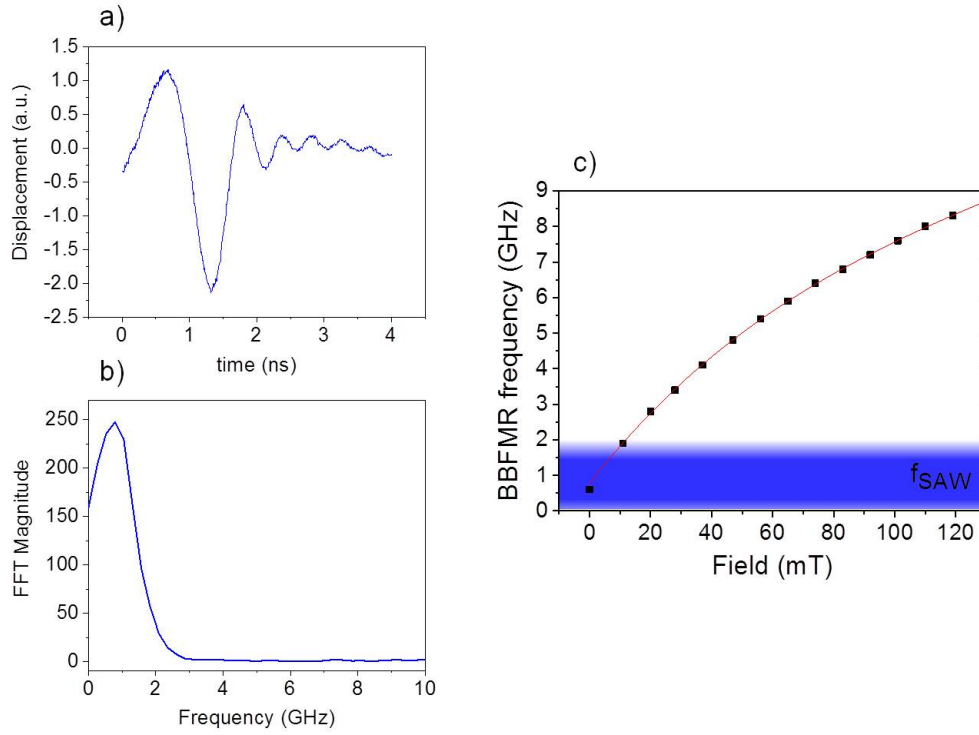 a)
1.5
1.0
0.5
0.0
-0.5
-1.0
-1.5
-2.0
-2.5
Displacement (a.u.)
0 1 2 3 4
time (ns)
b)
250
200
150
100
50
0
FFT Magnitude
0 2 4 6 8 10
Frequency (GHz)
c)
9
8
7
6
5
4
3
2
1
0
BBFMR frequency (GHz)
fSAW
0 20 40 60 80 100 120
Field (mT)